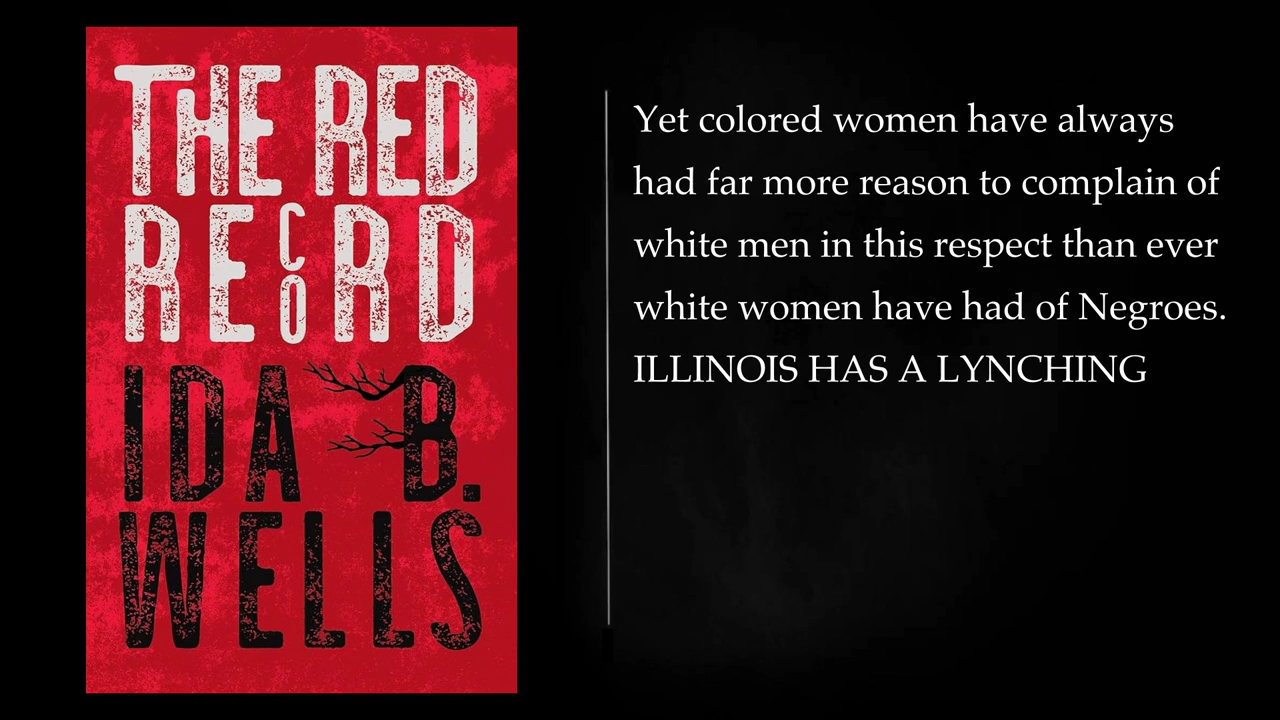 THE RED
RECORD
IDA B.
WELLS
Yet colored women have always
had far more reason to complain of
white men in this respect than ever
white women have had of Negroes.
ILLINOIS HAS A LYNCHING